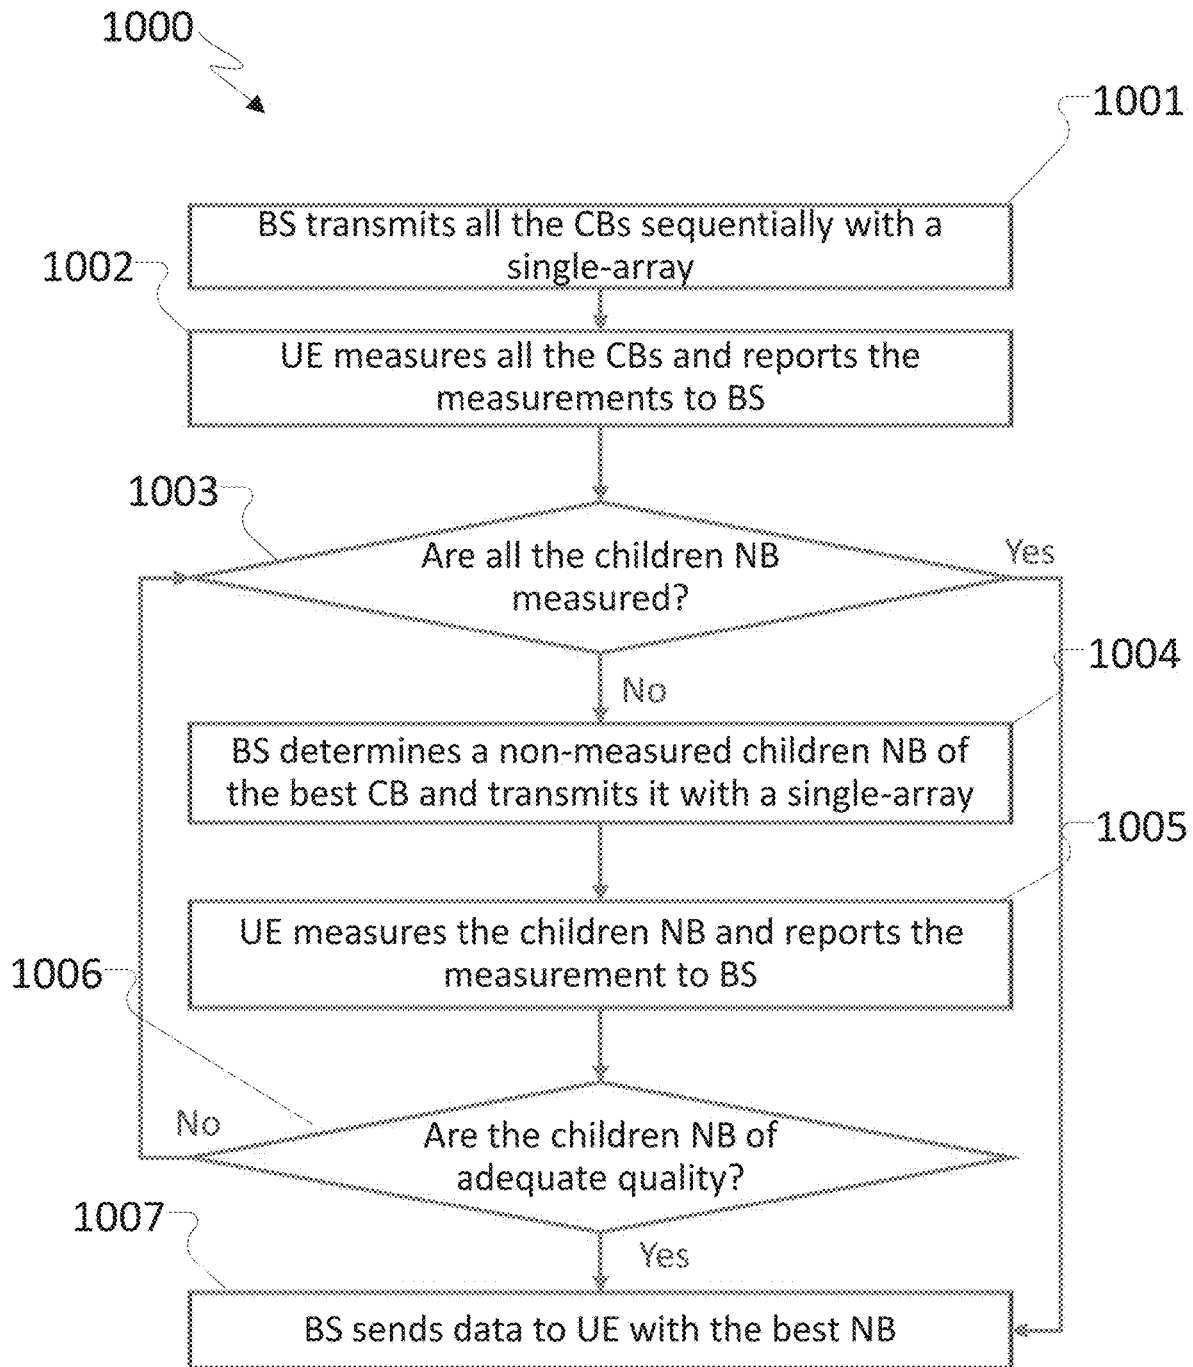 1000
1001
BS transmits all the CBs sequentially with a
single-array
1002
UE measures all the CBs and reports the
measurements to BS
1003
Are all the children NB
measured?
Yes
No
1004
BS determines a non-measured children NB of
the best CB and transmits it with a single-array
1005
UE measures the children NB and reports the
measurement to BS
1006
Are the children NB of
adequate quality?
No
Yes
1007
BS sends data to UE with the best NB